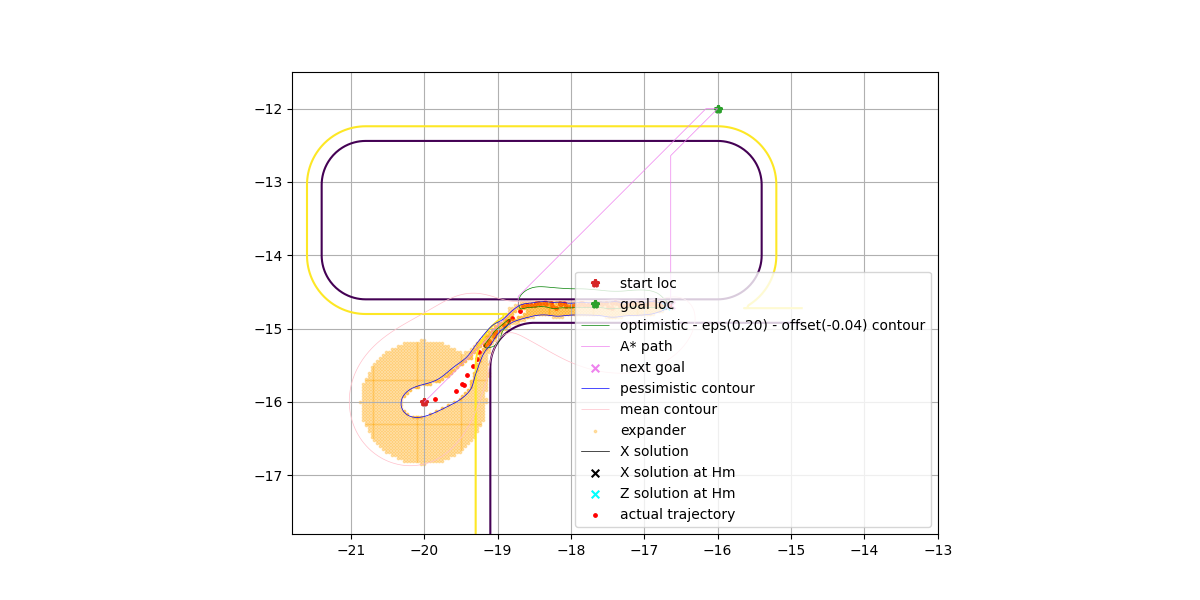 −12
−13
−14
−15
−16
−17
start loc
goal loc
optimistic - eps(0.20) - offset(-0.04) contour
A* path
next goal
pessimistic contour
mean contour
expander
X solution
X solution at Hm
Z solution at Hm
actual trajectory
−21 −20 −19 −18 −17 −16 −15 −14 −13